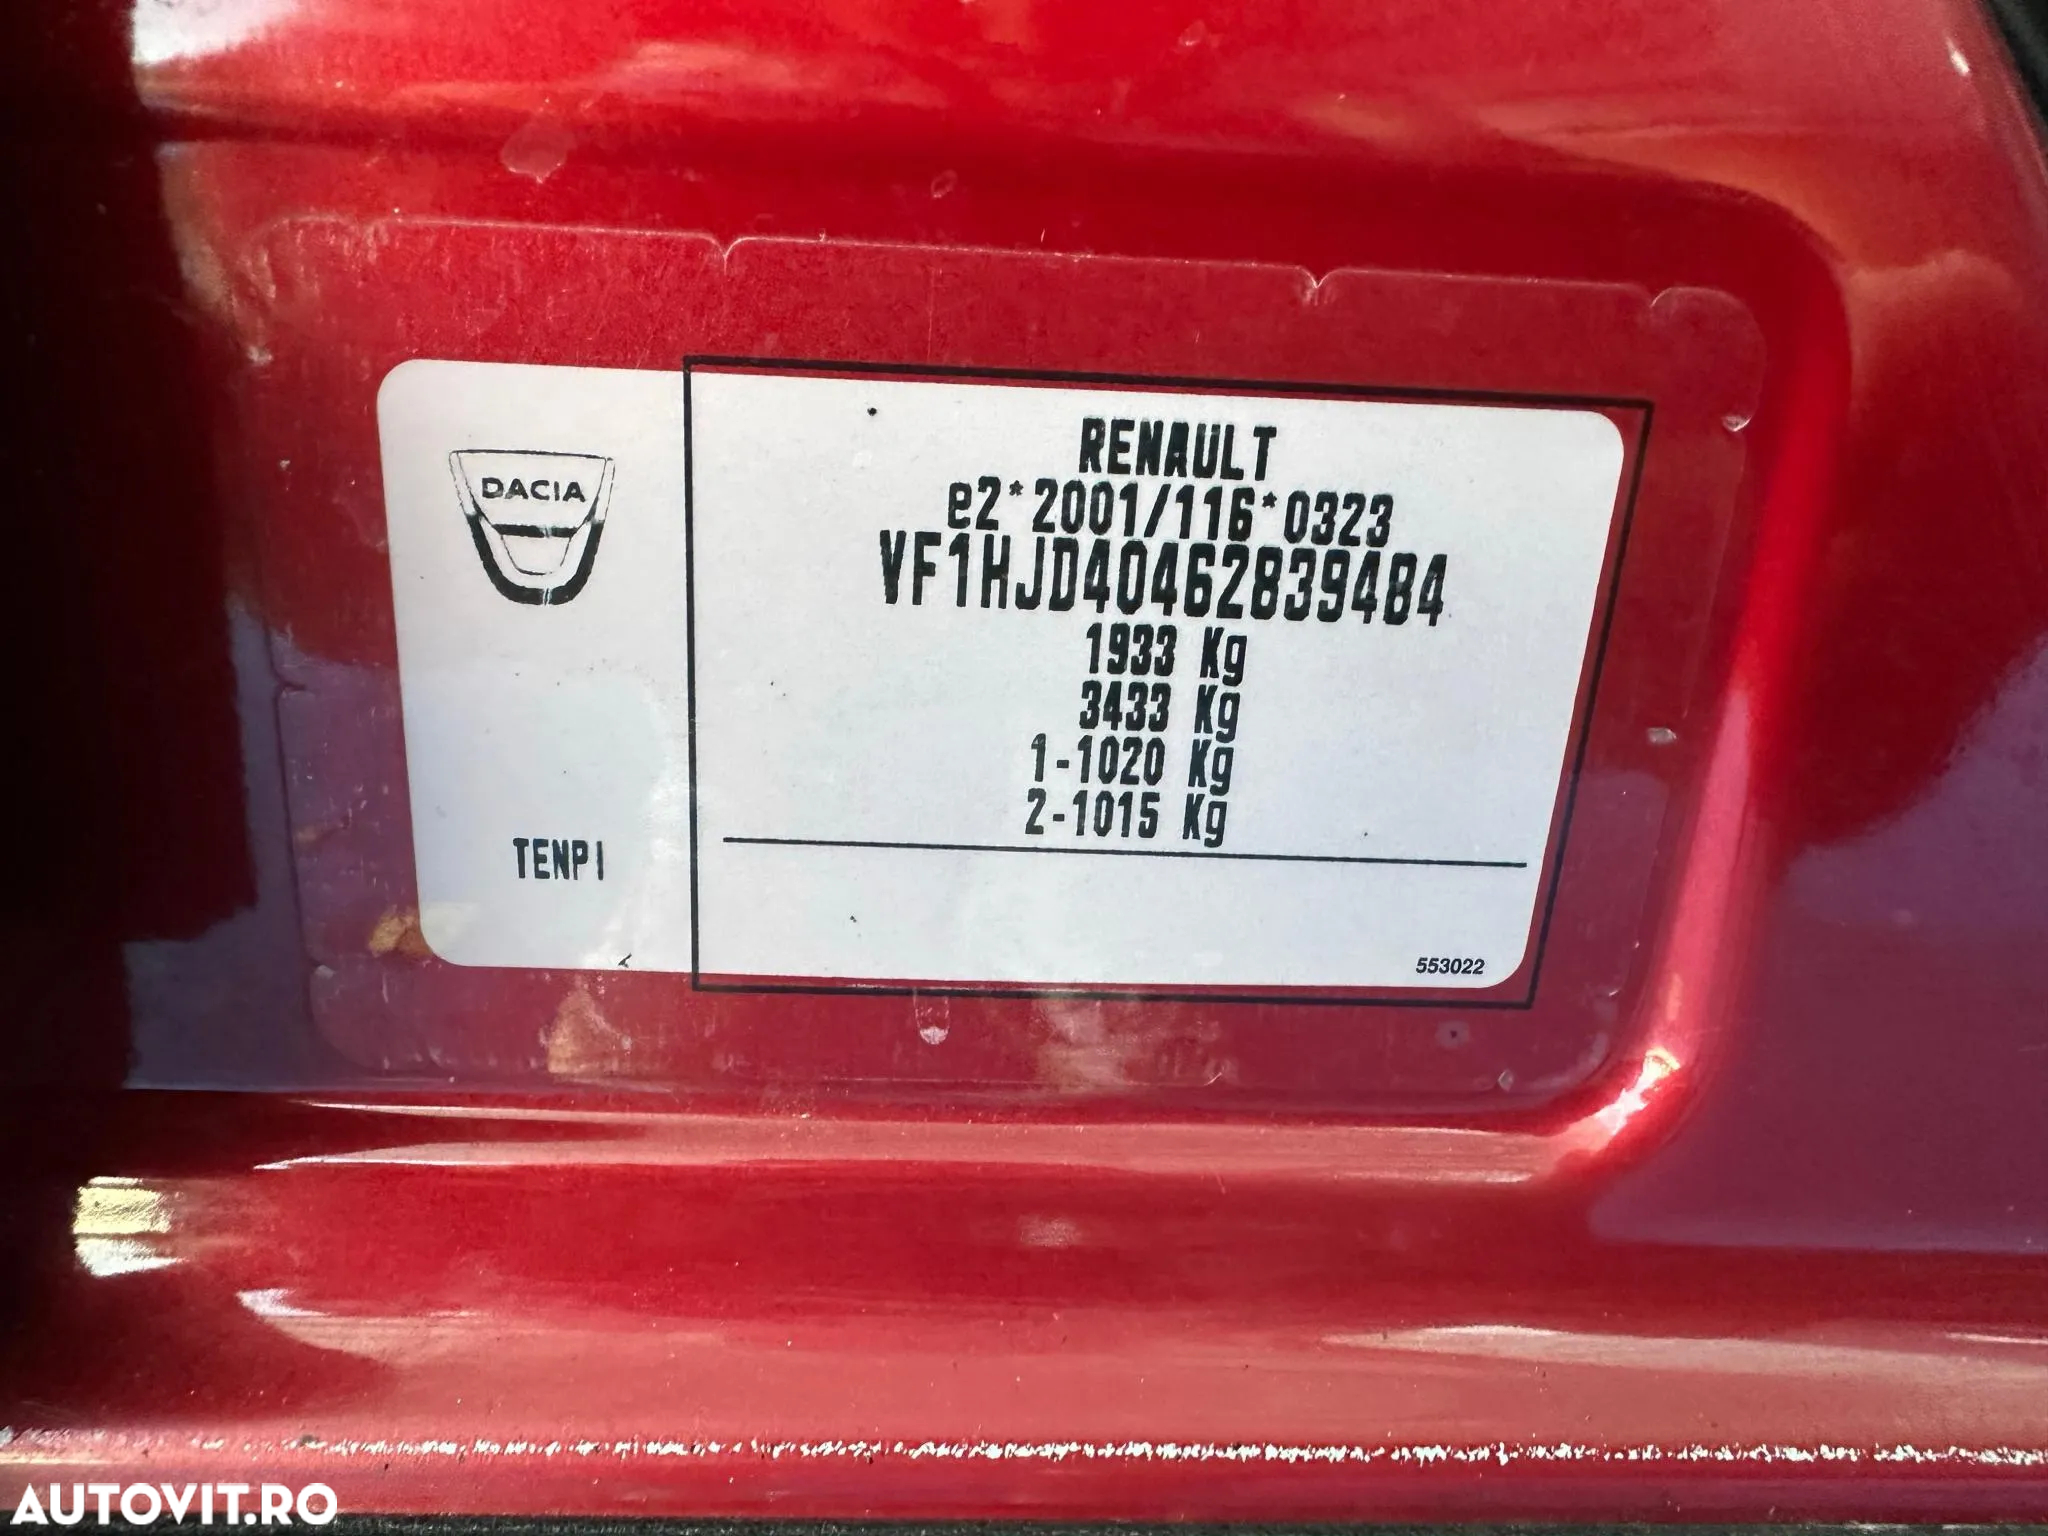 DACIA
RENAULT
e2*2001/116*0323
VF1HJD40462839484
1933 Kg
3433 Kg
1-1020 Kg
2-1015 Kg
TENPI
553022
AUTOVIT.RO